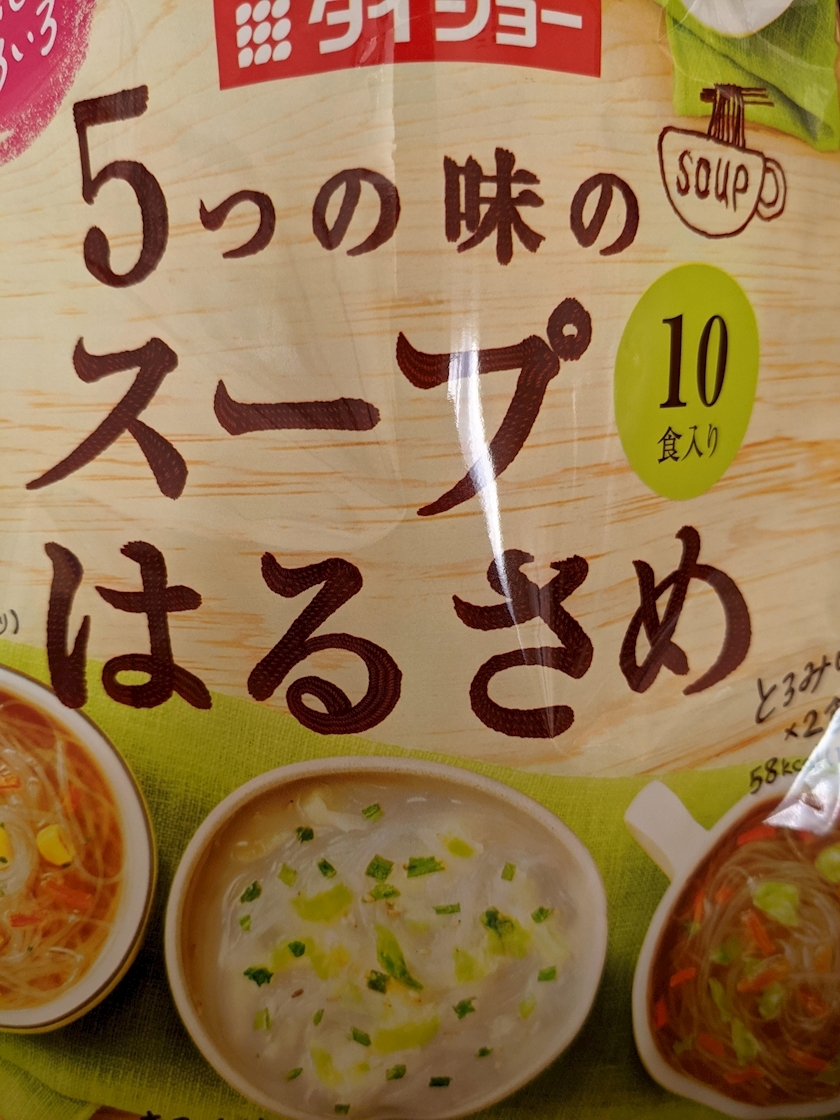 ダイショー
5つの味の
soup
スープ
10
食入り
はるさめ
とろみ
58kc